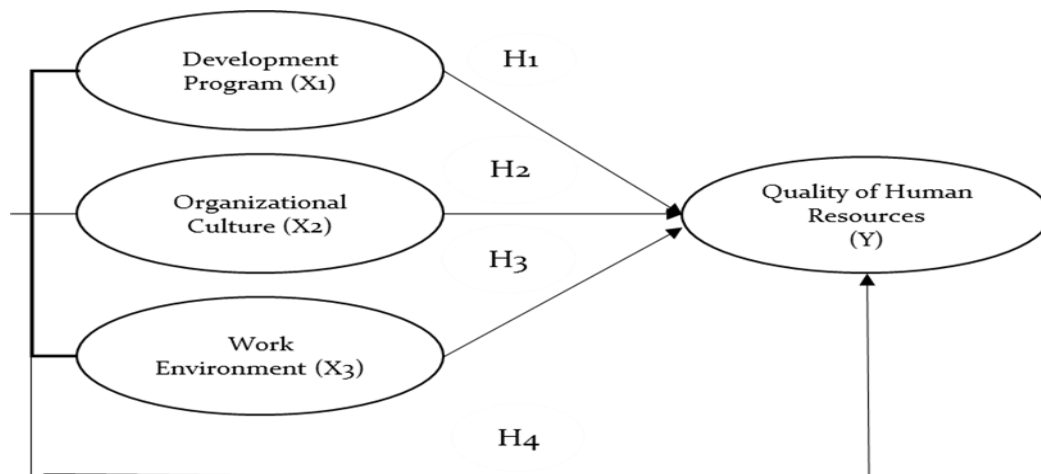 Development
Program (X1)
H1
Organizational
Culture (X2)
H2
Quality of Human
Resources
(Y)
H3
Work
Environment (X3)
H4